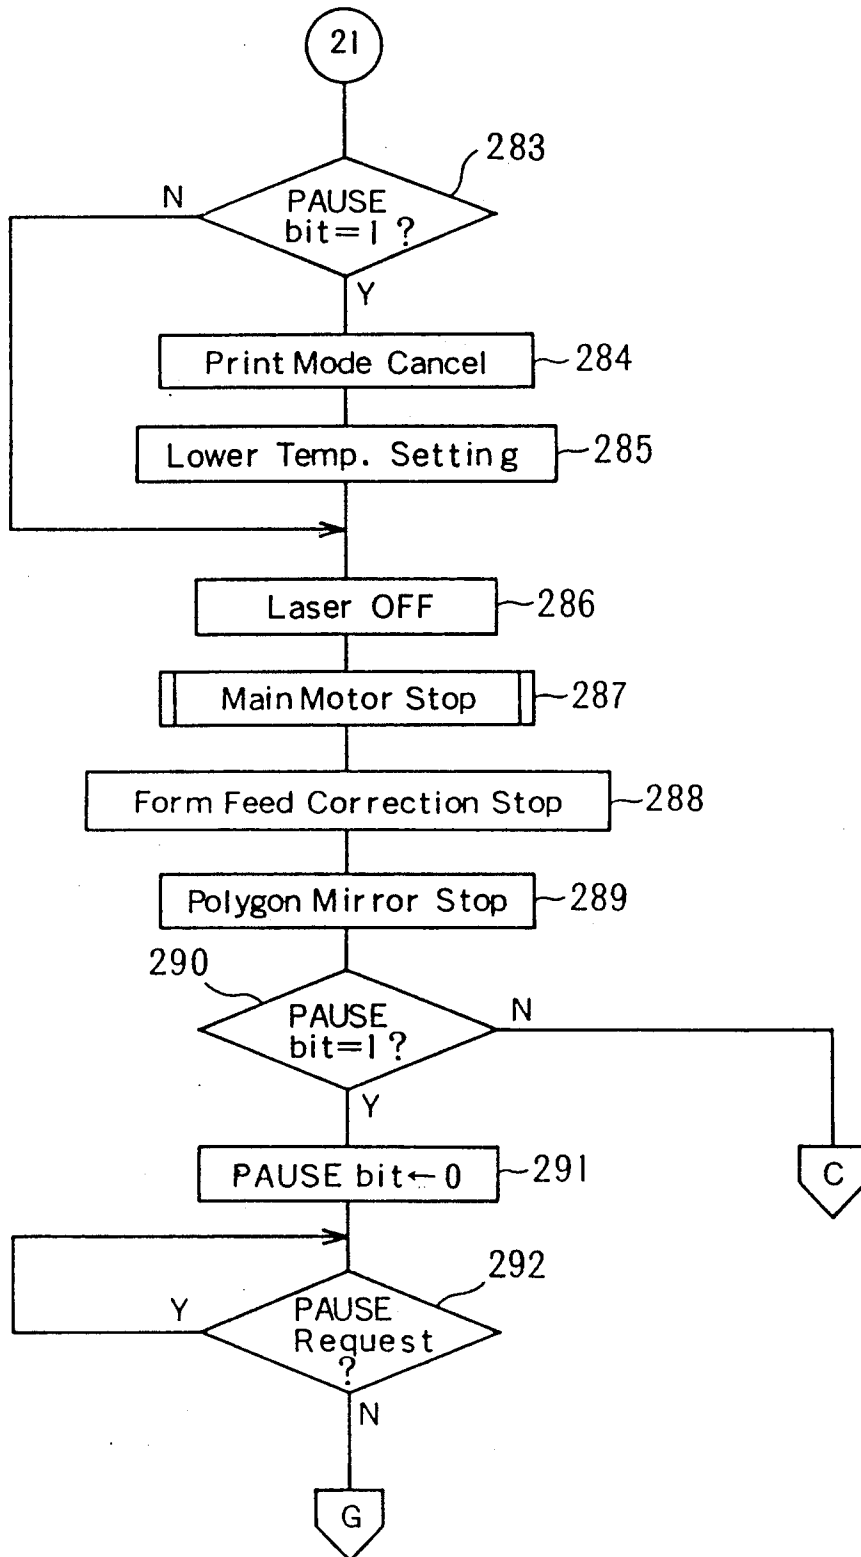 21
283
N
PAUSE
bit=1 ?
Y
Print Mode Cancel
284
Lower Temp. Setting
285
Laser OFF
286
Main Motor Stop
287
Form Feed Correction Stop
288
Polygon Mirror Stop
289
290
PAUSE
bit=1 ?
N
Y
PAUSE bit←0
291
C
292
Y
PAUSE
Request
?
N
G